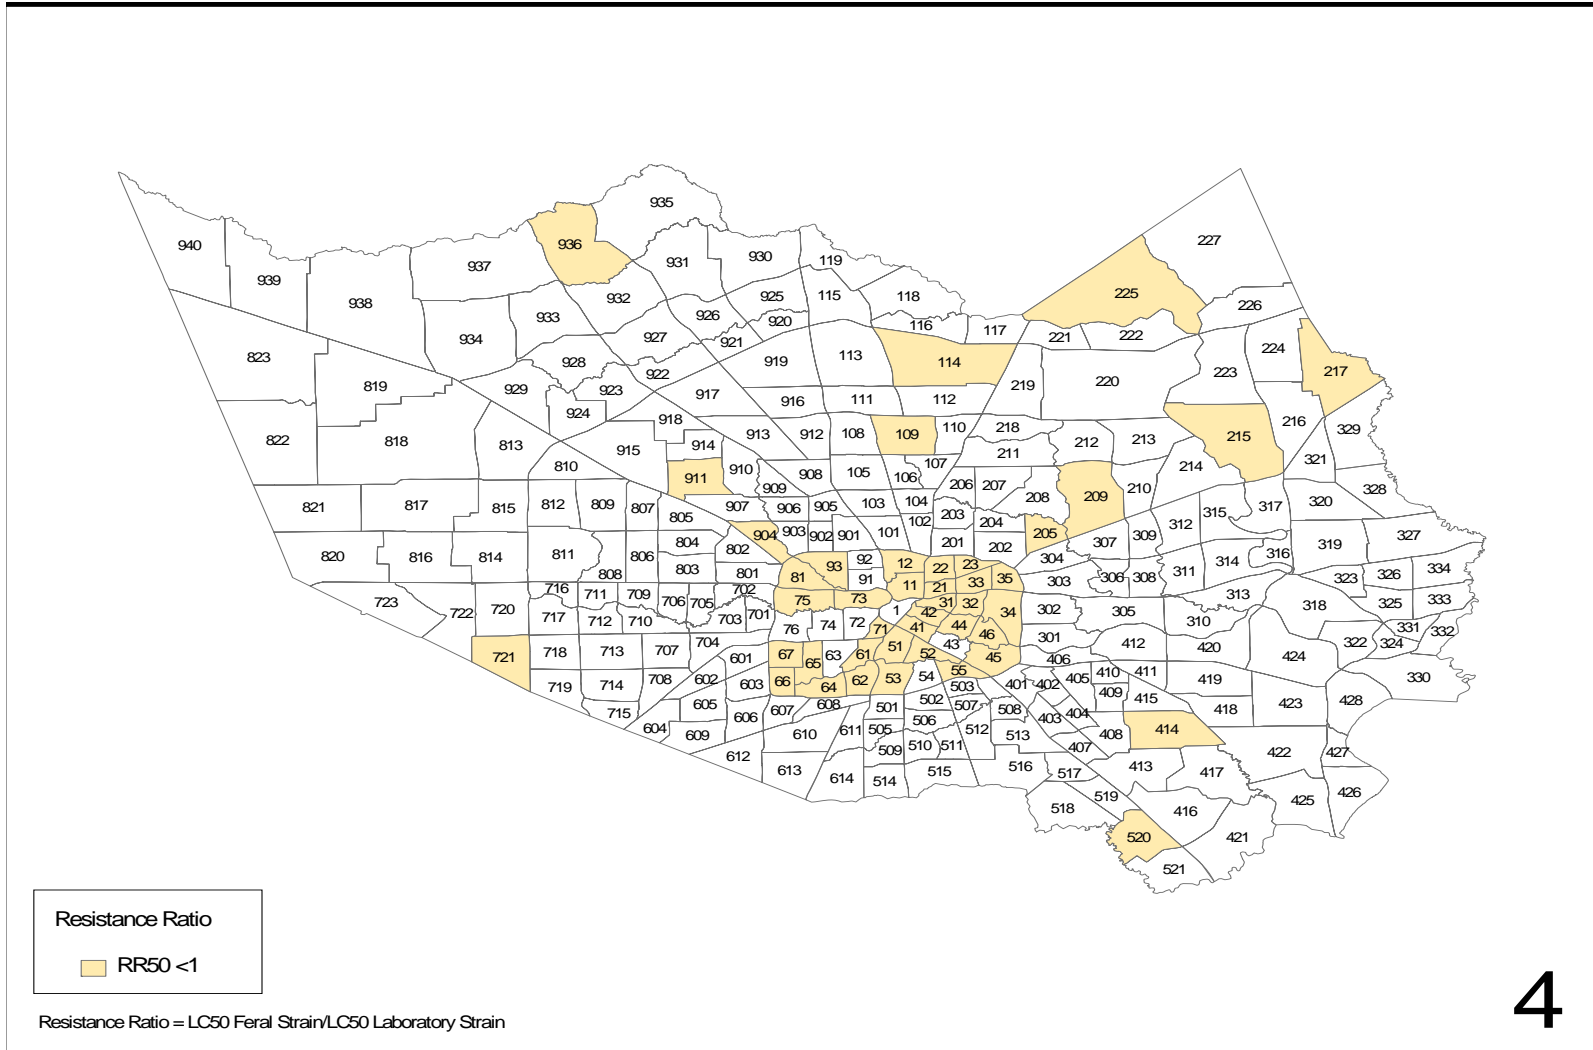 935
940 936 227
937 931 930 119
939
938 932 925 115 118 225 226
933 926 920 116 117 221 222
934 927 921
823 928 922 919 113 114 224
819 929 923 917 219 220 223 217
924 916 111 112
822 818 813 918 913 912 108 109 110 218 212 213 215 216 329
915 914 211
810 911 910 909 908 105 106 107 214 321
821 817 815 812 809 807 805 907 906 905 103 104 206 207 208 209 210 320 328
203 204 312 315 317
820 816 814 811 806 804 802 904 903 902 901 101 102 201 202 205 307 309 319 327
808 803 801 81 93 92 91 12 11 22 21 23 33 35 304 303 306 308 311 314 316
323 326 334
723 722 720 716 711 709 706 705 702 75 73 31 32 34 302 305 313 318 325 333
717 712 710 703 701 76 74 72 1 42 41 44 46 310 331 332
721 718 713 707 704 601 67 65 63 71 61 51 52 43 45 301 406 412 420 424 322 324
719 714 708 602 603 66 64 62 53 54 55 401 402 405 410 411 419 330
715 605 606 607 608 501 502 503 409 415 418 423 428
604 609 610 611 505 506 507 508 403 404 408 414
612 509 510 511 512 513 407 422 427
613 614 514 515 516 517 413 417
518 519 416 425 426
520 421
521
Resistance Ratio
RR50 <1
Resistance Ratio = LC50 Feral Strain/LC50 Laboratory Strain
4